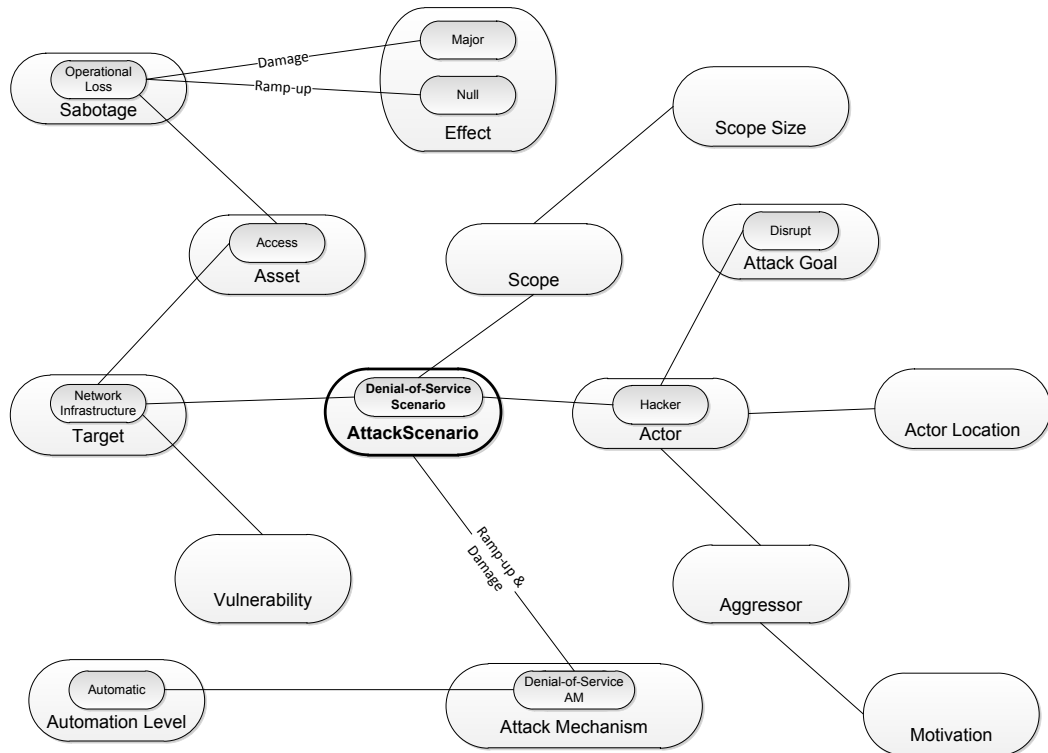 Major
Damage
Operational
Loss
Ramp-up
Null
Sabotage
Effect
Scope Size
Access
Asset
Disrupt
Attack Goal
Scope
Network
Infrastructure
Target
Denial-of-Service
Scenario
AttackScenario
Hacker
Actor
Actor Location
Ramp-up &
Damage
Vulnerability
Aggressor
Automatic
Automation Level
Denial-of-Service
AM
Attack Mechanism
Motivation